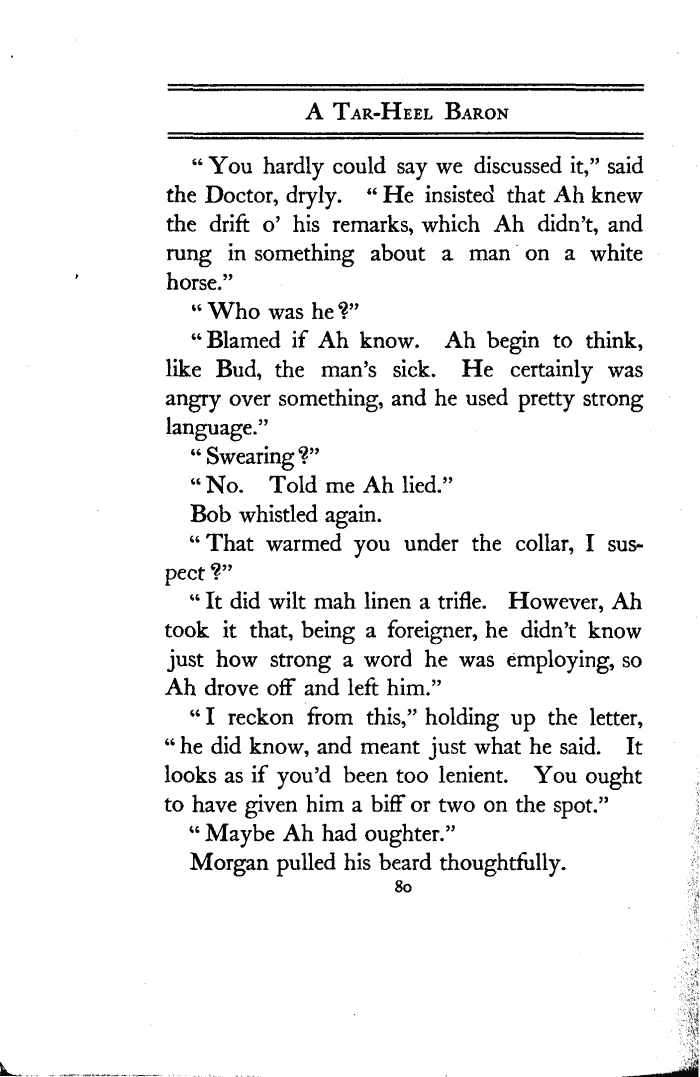 A Tar-Heel Baron
“ You hardly could say we discussed it,” said
the Doctor, dryly. “ He insisted that Ah knew
the drift o’ his remarks, which Ah didn’t, and
rung in something about a man on a white
horse.”
“ Who was he ?”
“ Blamed if Ah know. Ah begin to think,
like Bud, the man’s sick. He certainly was
angry over something, and he used pretty strong
language.”
“ Swearing ?”
“ No. Told me Ah lied.”
Bob whistled again.
“ That warmed you under the collar, I sus-
pect ?”
“ It did wilt mah linen a trifle. However, Ah
took it that, being a foreigner, he didn’t know
just how strong a word he was employing, so
Ah drove off and left him.”
“ I reckon from this,” holding up the letter,
“ he did know, and meant just what he said. It
looks as if you’d been too lenient. You ought
to have given him a biff or two on the spot.”
“ Maybe Ah had oughter.”
Morgan pulled his beard thoughtfully.
80